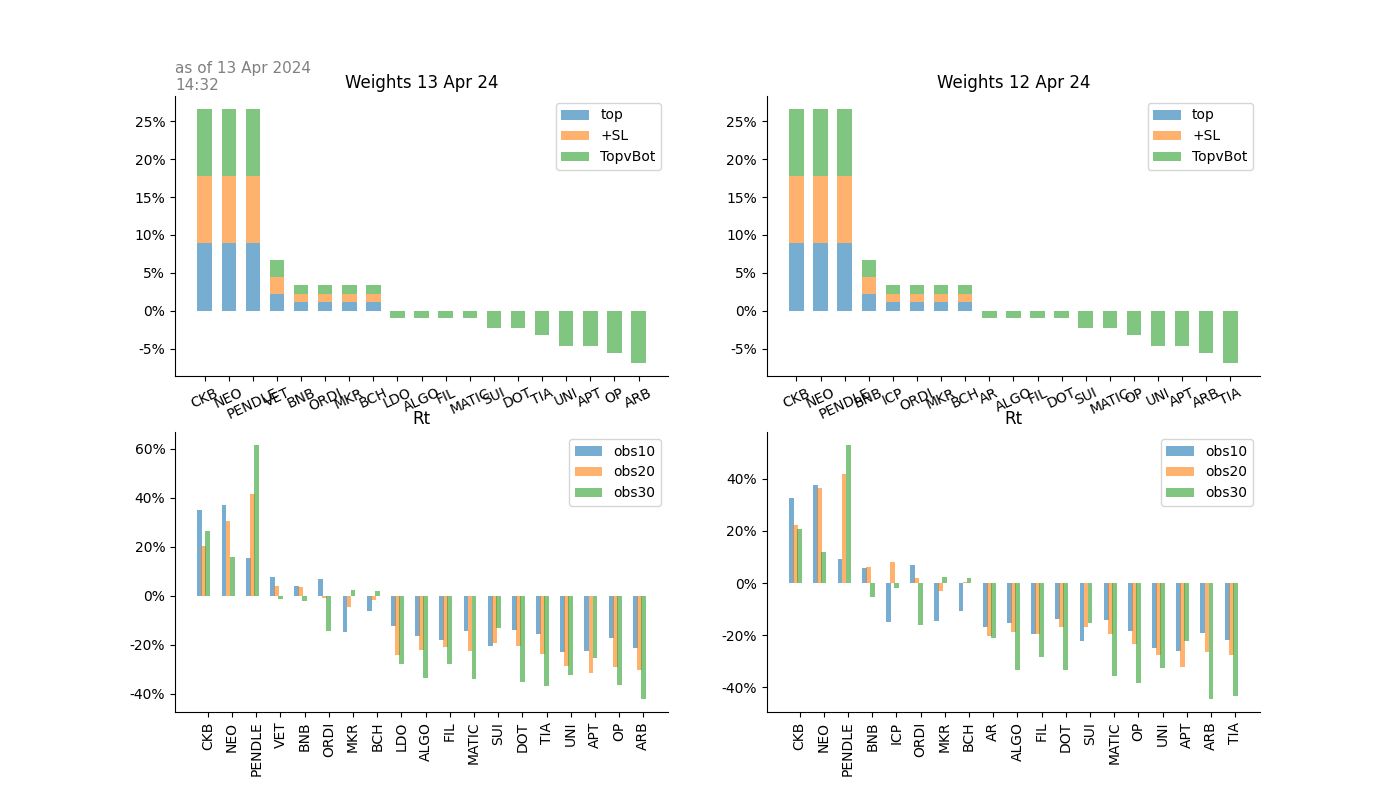 as of 13 Apr 2024
14:32
Weights 13 Apr 24
25%
20%
15%
10%
5%
0%
-5%
top
+SL
TopvBot
CKB NEO PENDLE VET BNB ORDI MKR BCH LDO ALGO FIL MATIC SUI DOT TIA UNI APT OP ARB
Weights 12 Apr 24
25%
20%
15%
10%
5%
0%
-5%
top
+SL
TopvBot
CKB NEO PENDLE BNB ICP ORDI MKR BCH AR ALGO FIL DOT SUI MATIC OP UNI APT ARB TIA
Rt
60%
40%
20%
0%
-20%
-40%
obs10
obs20
obs30
CKB NEO PENDLE VET BNB ORDI MKR BCH LDO ALGO FIL MATIC SUI DOT TIA UNI APT OP ARB
Rt
40%
20%
0%
-20%
-40%
obs10
obs20
obs30
CKB NEO PENDLE BNB ICP ORDI MKR BCH AR ALGO FIL DOT SUI MATIC OP UNI APT ARB TIA